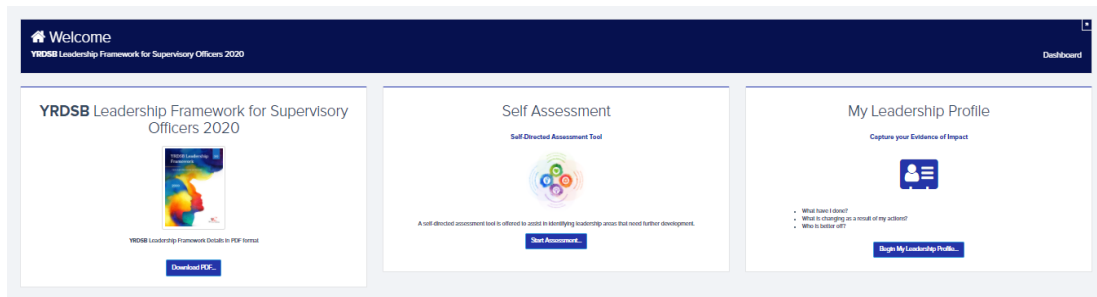 Welcome
YRDSB Leadership Framework for Supervisory Officers 2020
Dashboard
YRDSB Leadership Framework for Supervisory
Officers 2020
YRDSB Leadership
Framework
YRDSB Leadership Framework Details in PDF format
Download PDF...
Self Assessment
Self-Directed Assessment Tool
A self-directed assessment tool is offered to assist in identifying leadership areas that need further development.
Start Assessment...
My Leadership Profile
Capture your Evidence of Impact
• What have I done?
• What is changing as a result of my actions?
• Who is better off?
Begin My Leadership Profile...